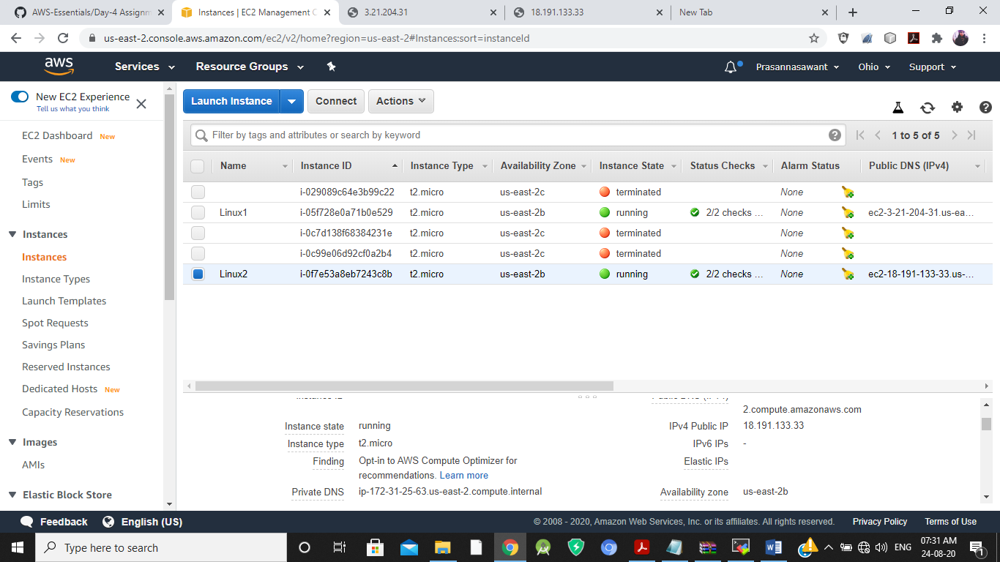 AWS-Essentials/Day-4 Assignm
Instances | EC2 Management C
3.21.204.31
18.191.133.33
New Tab
us-east-2.console.aws.amazon.com/ec2/v2/home?region=us-east-2#Instances:sort=instanceId
aws
Services
Resource Groups
Prasannasawant
Ohio
Support
New EC2 Experience
Tell us what you think
EC2 Dashboard New
Events New
Tags
Limits
Instances
Instances
Instance Types
Launch Templates
Spot Requests
Savings Plans
Reserved Instances
Dedicated Hosts New
Capacity Reservations
Images
AMIs
Elastic Block Store
Launch Instance
Connect
Actions
Filter by tags and attributes or search by keyword
1 to 5 of 5
Name Instance ID Instance Type Availability Zone Instance State Status Checks Alarm Status Public DNS (IPv4)
i-029089c64e3b99c22 t2.micro us-east-2c terminated None
Linux1 i-05f728e0a71b0e529 t2.micro us-east-2b running 2/2 checks ... None ec2-3-21-204-31.us-ea...
i-0c7d138f68384231e t2.micro us-east-2c terminated None
i-0c99e06d92cf0a2b4 t2.micro us-east-2c terminated None
Linux2 i-0f7e53a8eb7243c8b t2.micro us-east-2b running 2/2 checks ... None ec2-18-191-133-33.us-...
2.compute.amazonaws.com
Instance state running IPv4 Public IP 18.191.133.33
Instance type t2.micro IPv6 IPs -
Finding Opt-in to AWS Compute Optimizer for Elastic IPs
recommendations. Learn more
Private DNS ip-172-31-25-63.us-east-2.compute.internal Availability zone us-east-2b
Feedback
English (US)
© 2008 - 2020, Amazon Web Services, Inc. or its affiliates. All rights reserved.
Privacy Policy
Terms of Use
Type here to search
ENG
07:31 AM
24-08-20
1